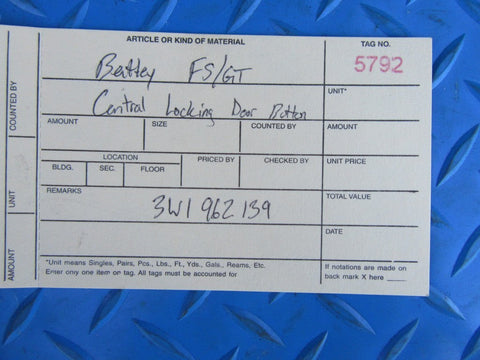 ARTICLE OR KIND OF MATERIAL
TAG NO.
Bentley FS/GT
5792
UNIT*
Central Locking Door Button
AMOUNT SIZE COUNTED BY AMOUNT
LOCATION PRICED BY CHECKED BY UNIT PRICE
BLDG. SEC. FLOOR
REMARKS TOTAL VALUE
3W1 962 139
DATE
*Unit means Singles, Pairs, Pcs., Lbs., Ft., Yds., Gals., Reams, Etc.
Enter only one item on tag. All tags must be accounted for
If notations are made on
back mark X here
COUNTED BY
UNIT
AMOUNT